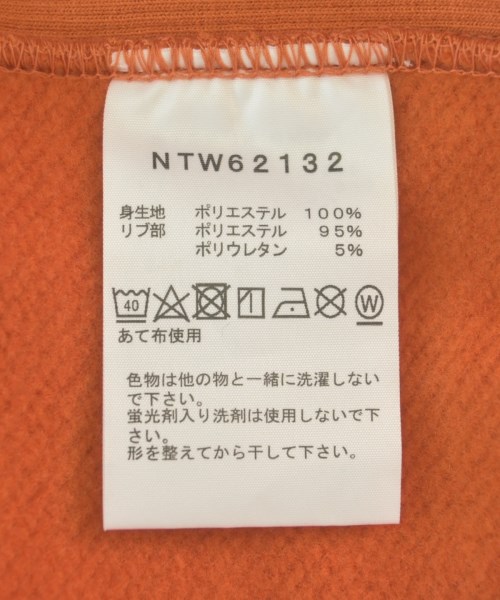 NTW62132
身生地 ポリエステル 100%
リブ部 ポリエステル 95%
ポリウレタン 5%
40 W
あて布使用
色物は他の物と一緒に洗濯しない
で下さい。
蛍光剤入り洗剤は使用しないで下
さい。
形を整えてから干して下さい。